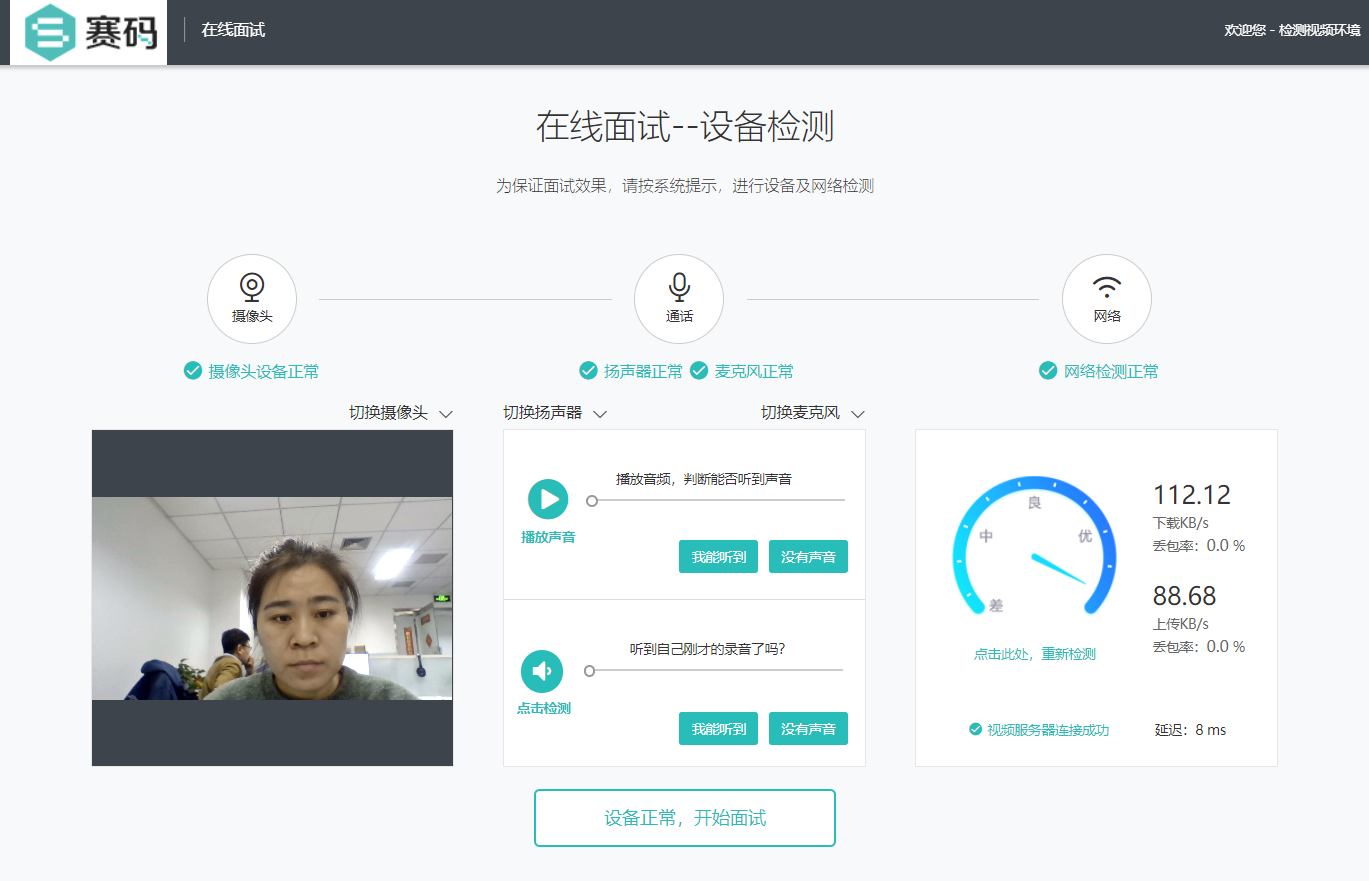 赛码
在线面试
欢迎您 - 检测视频环境
在线面试--设备检测
为保证面试效果，请按系统提示，进行设备及网络检测
摄像头
通话
网络
摄像头设备正常
扬声器正常
麦克风正常
网络检测正常
切换摄像头
切换扬声器
切换麦克风
播放音频，判断能否听到声音
播放声音
我能听到
没有声音
听到自己刚才的录音了吗?
点击检测
我能听到
没有声音
良
中
优
差
点击此处，重新检测
112.12
下载KB/s
丢包率：0.0 %
88.68
上传KB/s
丢包率：0.0 %
视频服务器连接成功
延迟：8 ms
设备正常，开始面试